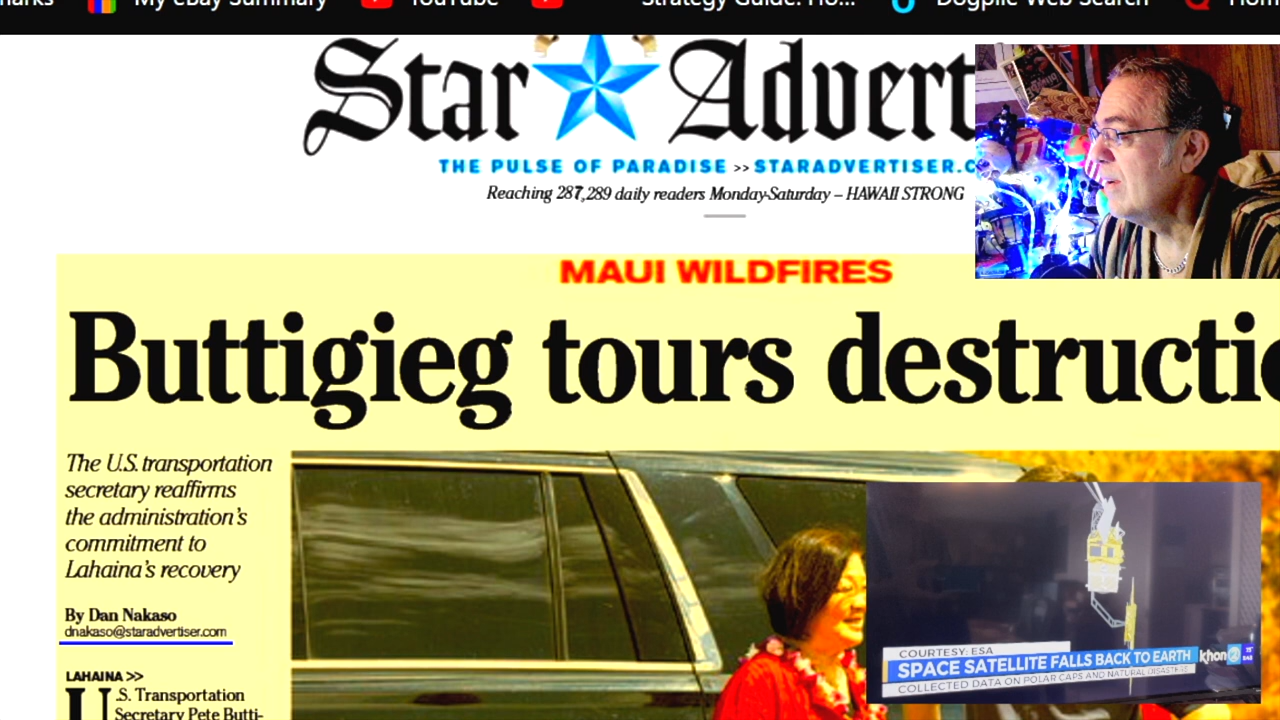 My eBay Summary
YouTube
Strategy Guide: Ho...
Dogpile Web Search
Star Advert
THE PULSE OF PARADISE >> STARADVERTISER.C
Reaching 287,289 daily readers Monday-Saturday – HAWAII STRONG
MAUI WILDFIRES
Buttigieg tours destructi
The U.S. transportation
secretary reaffirms
the administration's
commitment to
Lahaina's recovery
By Dan Nakaso
dnakaso@staradvertiser.com
LAHAINA >>
U.S. Transportation
Secretary Pete Butti-
COURTESY: ESA
SPACE SATELLITE FALLS BACK TO EARTH
COLLECTED DATA ON POLAR CAPS AND NATURAL DISASTERS
khon 2